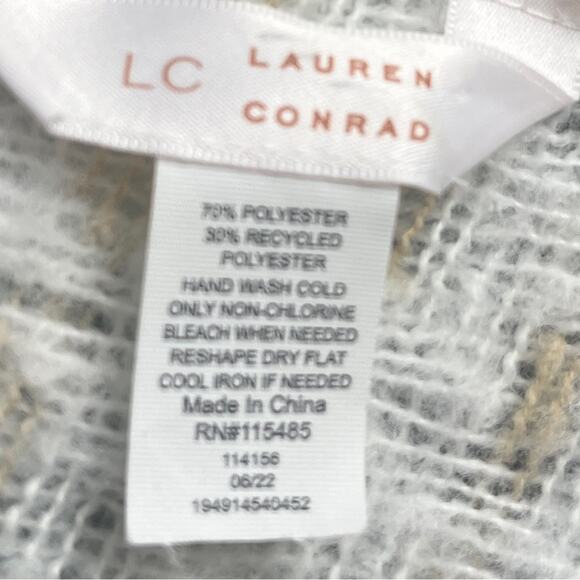 LC LAUREN
CONRAD
70% POLYESTER
30% RECYCLED
POLYESTER
HAND WASH COLD
ONLY NON-CHLORINE
BLEACH WHEN NEEDED
RESHAPE DRY FLAT
COOL IRON IF NEEDED
Made In China
RN#115485
114156
06/22
194914540452